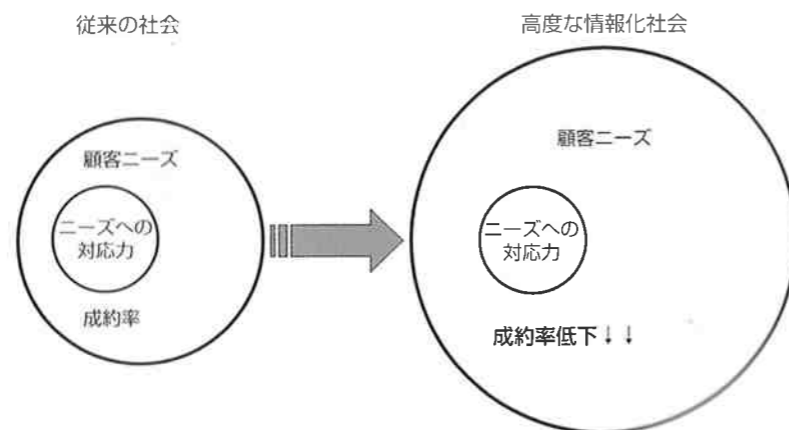 従来の社会
高度な情報化社会
顧客ニーズ
ニーズへの
対応力
成約率
顧客ニーズ
ニーズへの
対応力
成約率低下↓↓